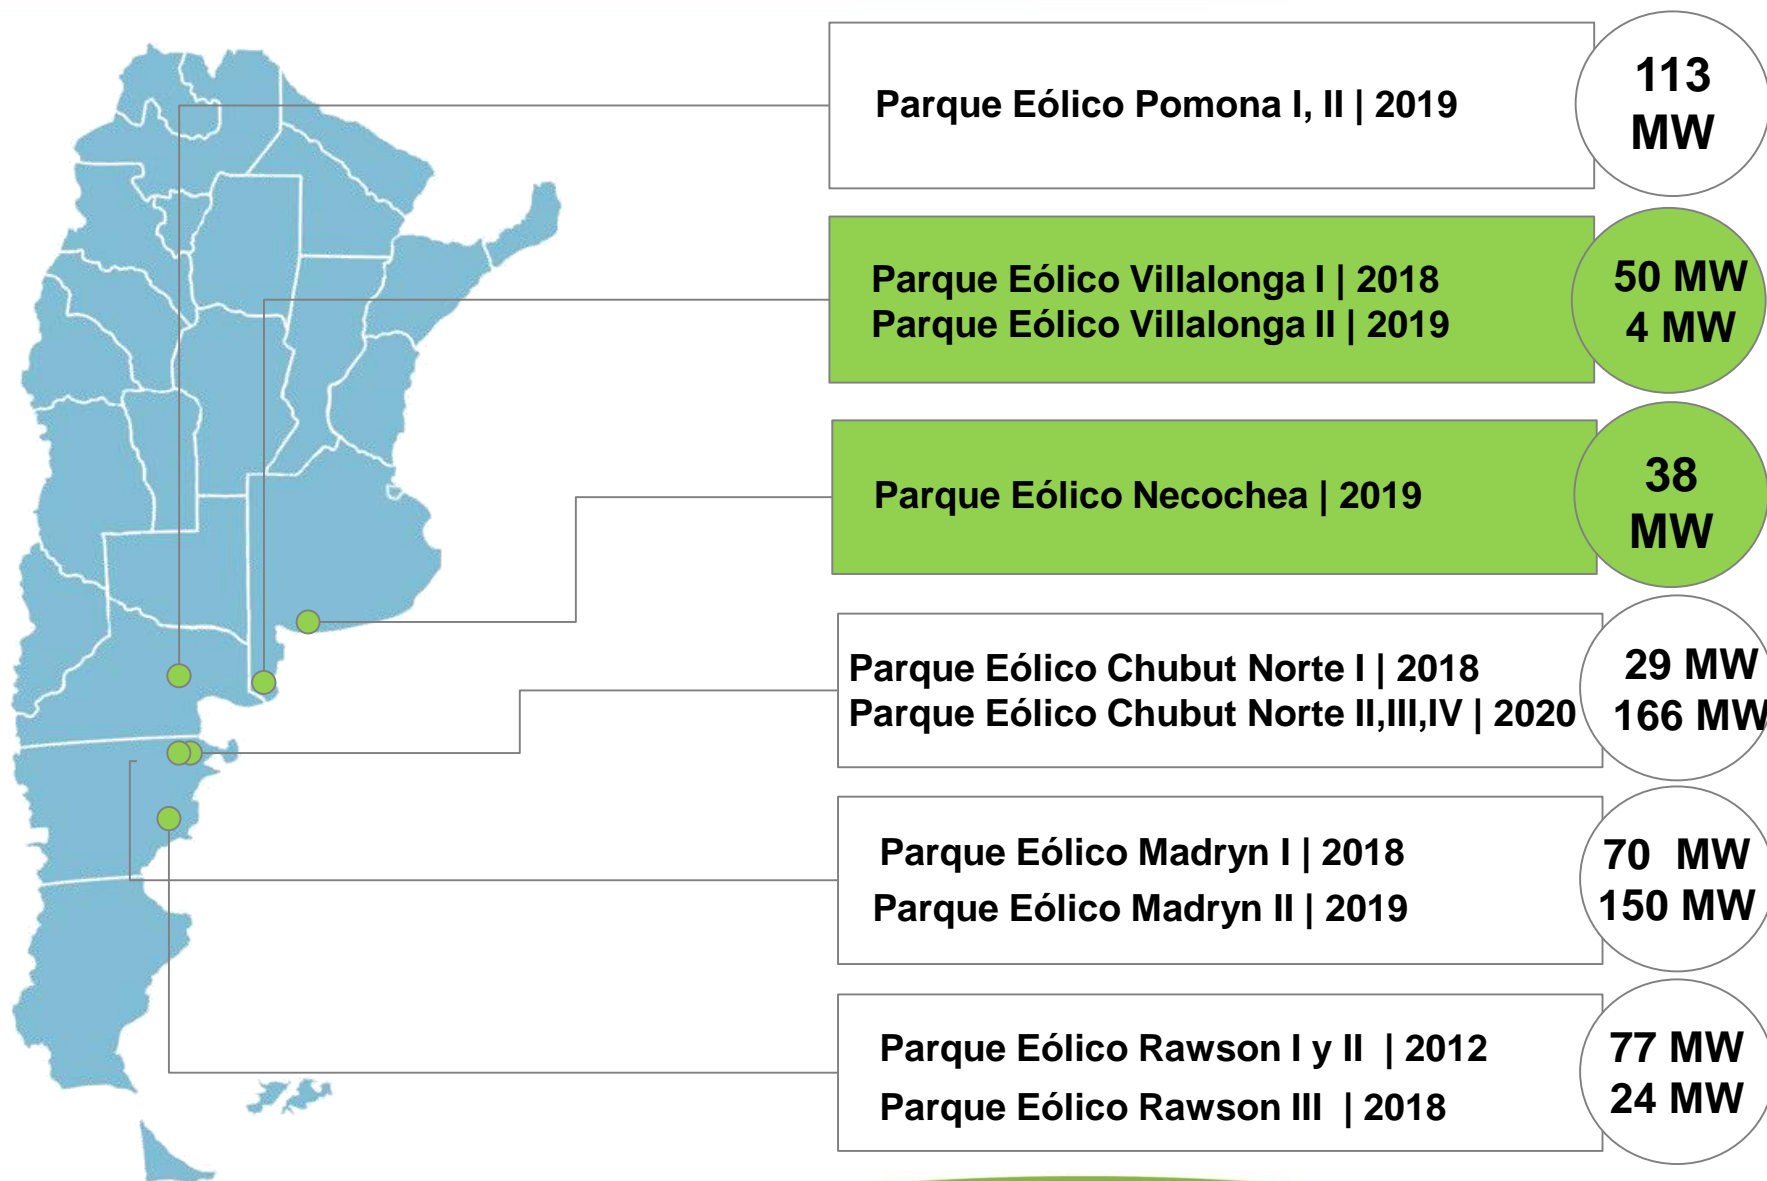 Parque Eólico Pomona I, II | 2019
113
MW
Parque Eólico Villalonga I | 2018
Parque Eólico Villalonga II | 2019
50 MW
4 MW
Parque Eólico Necochea | 2019
38
MW
Parque Eólico Chubut Norte I | 2018
Parque Eólico Chubut Norte II,III,IV | 2020
29 MW
166 MW
Parque Eólico Madryn I | 2018
Parque Eólico Madryn II | 2019
70 MW
150 MW
Parque Eólico Rawson I y II | 2012
Parque Eólico Rawson III | 2018
77 MW
24 MW